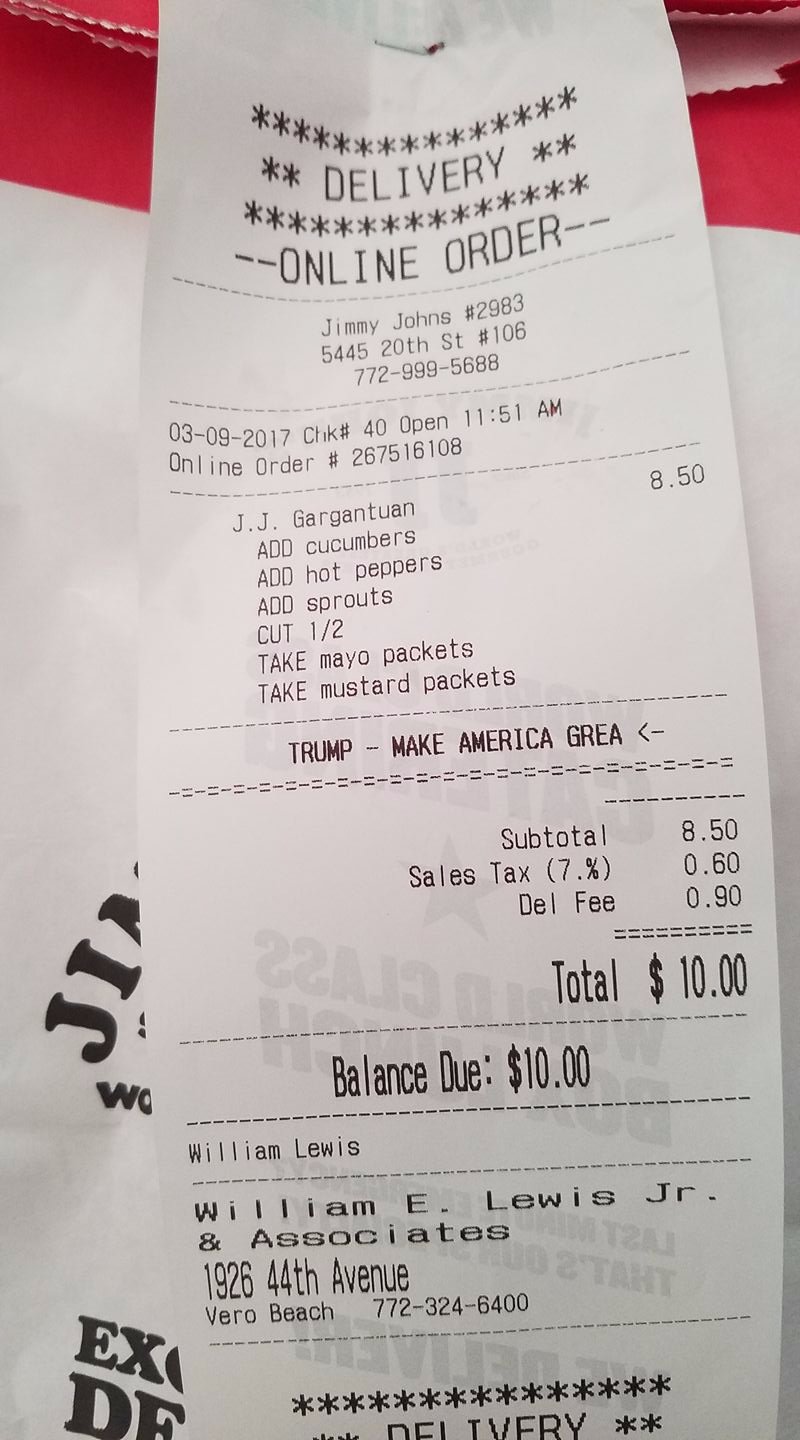 ***************
** DELIVERY **
***************
--ONLINE ORDER--
Jimmy Johns #2983
5445 20th St #106
772-999-5688
03-09-2017 Chk# 40 Open 11:51 AM
Online Order # 267516108
J.J. Gargantuan 8.50
ADD cucumbers
ADD hot peppers
ADD sprouts
CUT 1/2
TAKE mayo packets
TAKE mustard packets
TRUMP - MAKE AMERICA GREA <-
Subtotal 8.50
Sales Tax (7.%) 0.60
Del Fee 0.90
Total $ 10.00
Balance Due: $10.00
William Lewis
William E. Lewis Jr.
& Associates
1926 44th Avenue
Vero Beach 772-324-6400
***************
** DELIVERY **